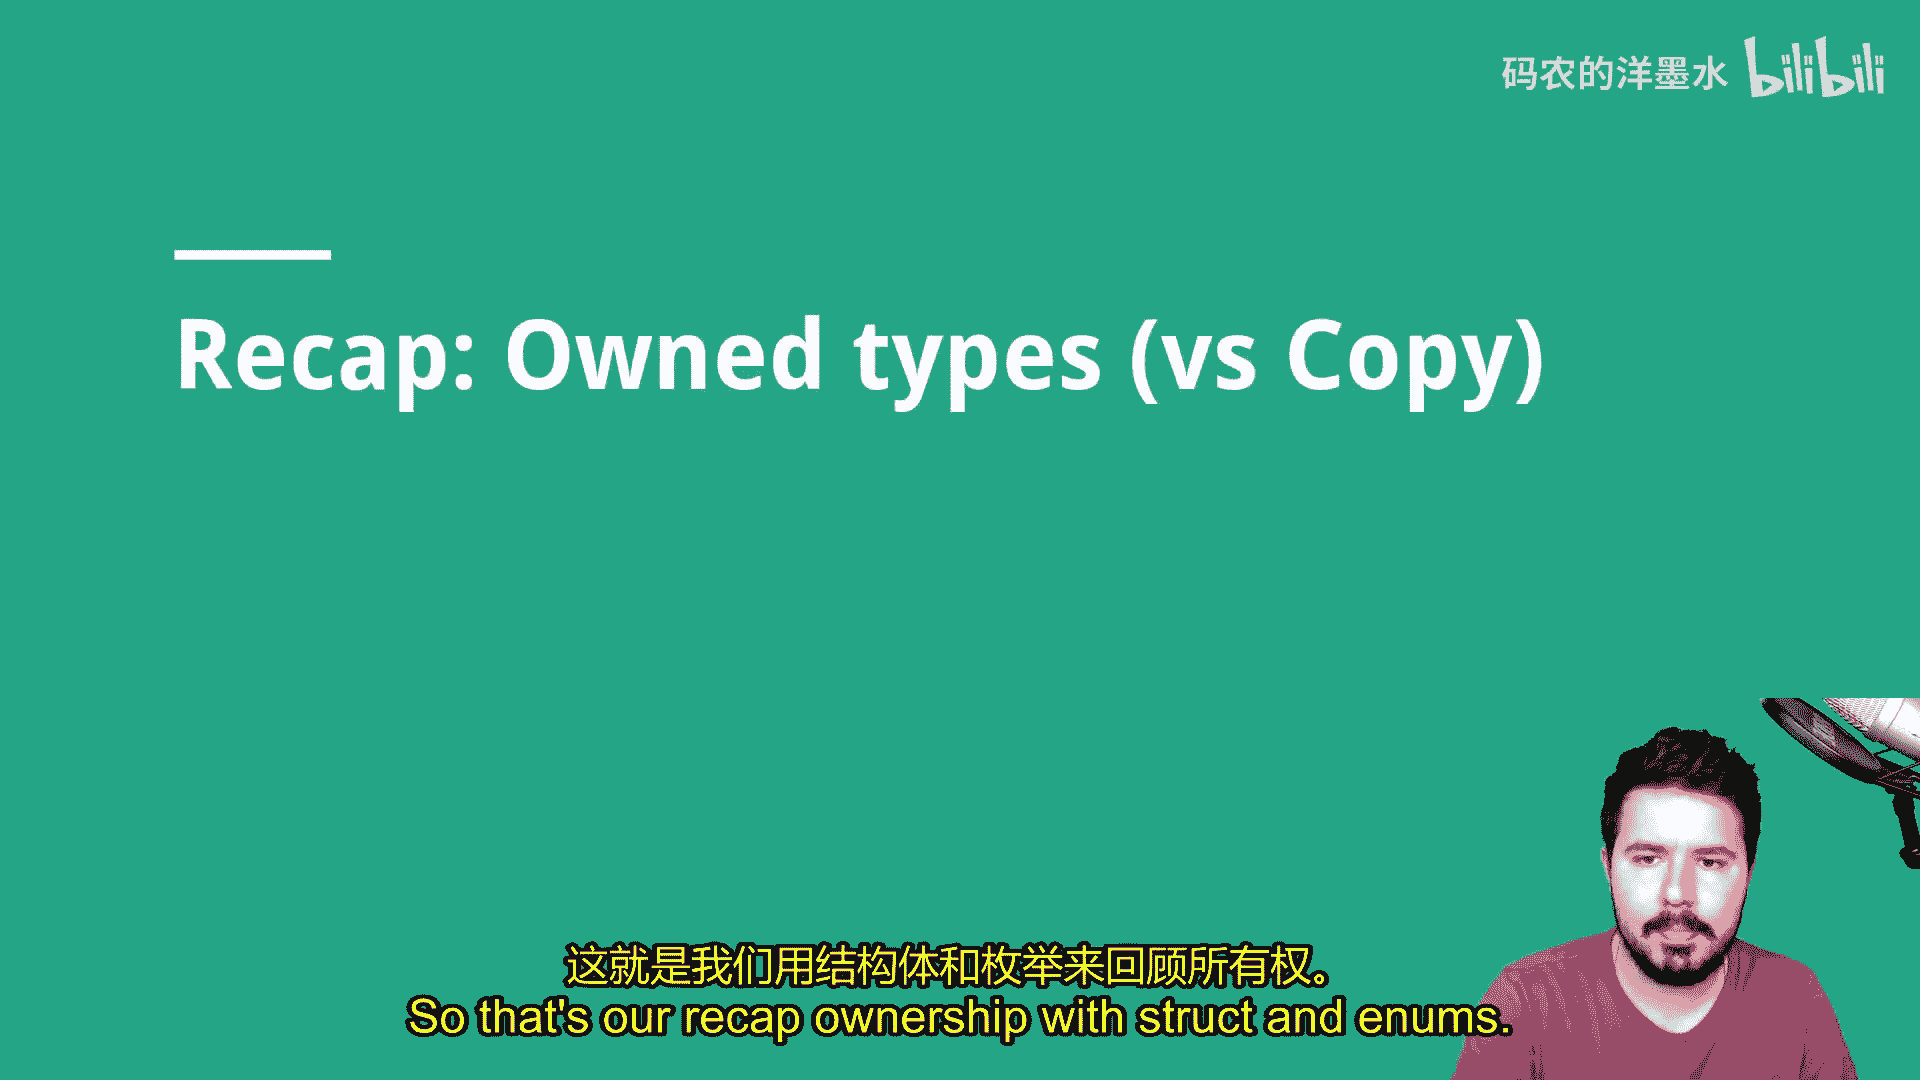 码农的洋墨水 bilibili
Recap: Owned types (vs Copy)
这就是我们用结构体和枚举来回顾所有权。
So that's our recap ownership with struct and enums.